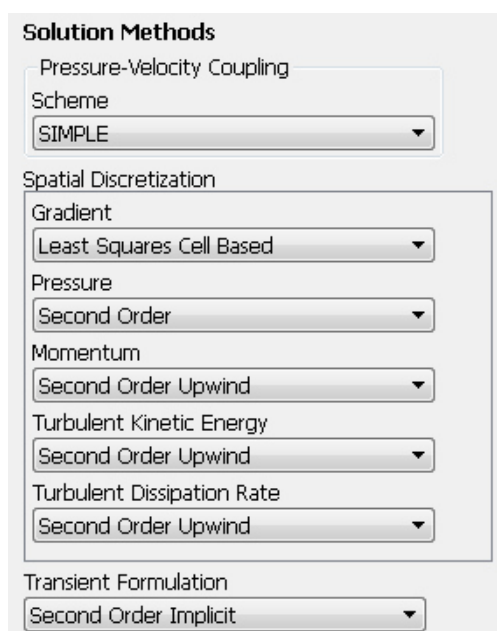 Solution Methods
Pressure-Velocity Coupling
Scheme
SIMPLE
Spatial Discretization
Gradient
Least Squares Cell Based
Pressure
Second Order
Momentum
Second Order Upwind
Turbulent Kinetic Energy
Second Order Upwind
Turbulent Dissipation Rate
Second Order Upwind
Transient Formulation
Second Order Implicit